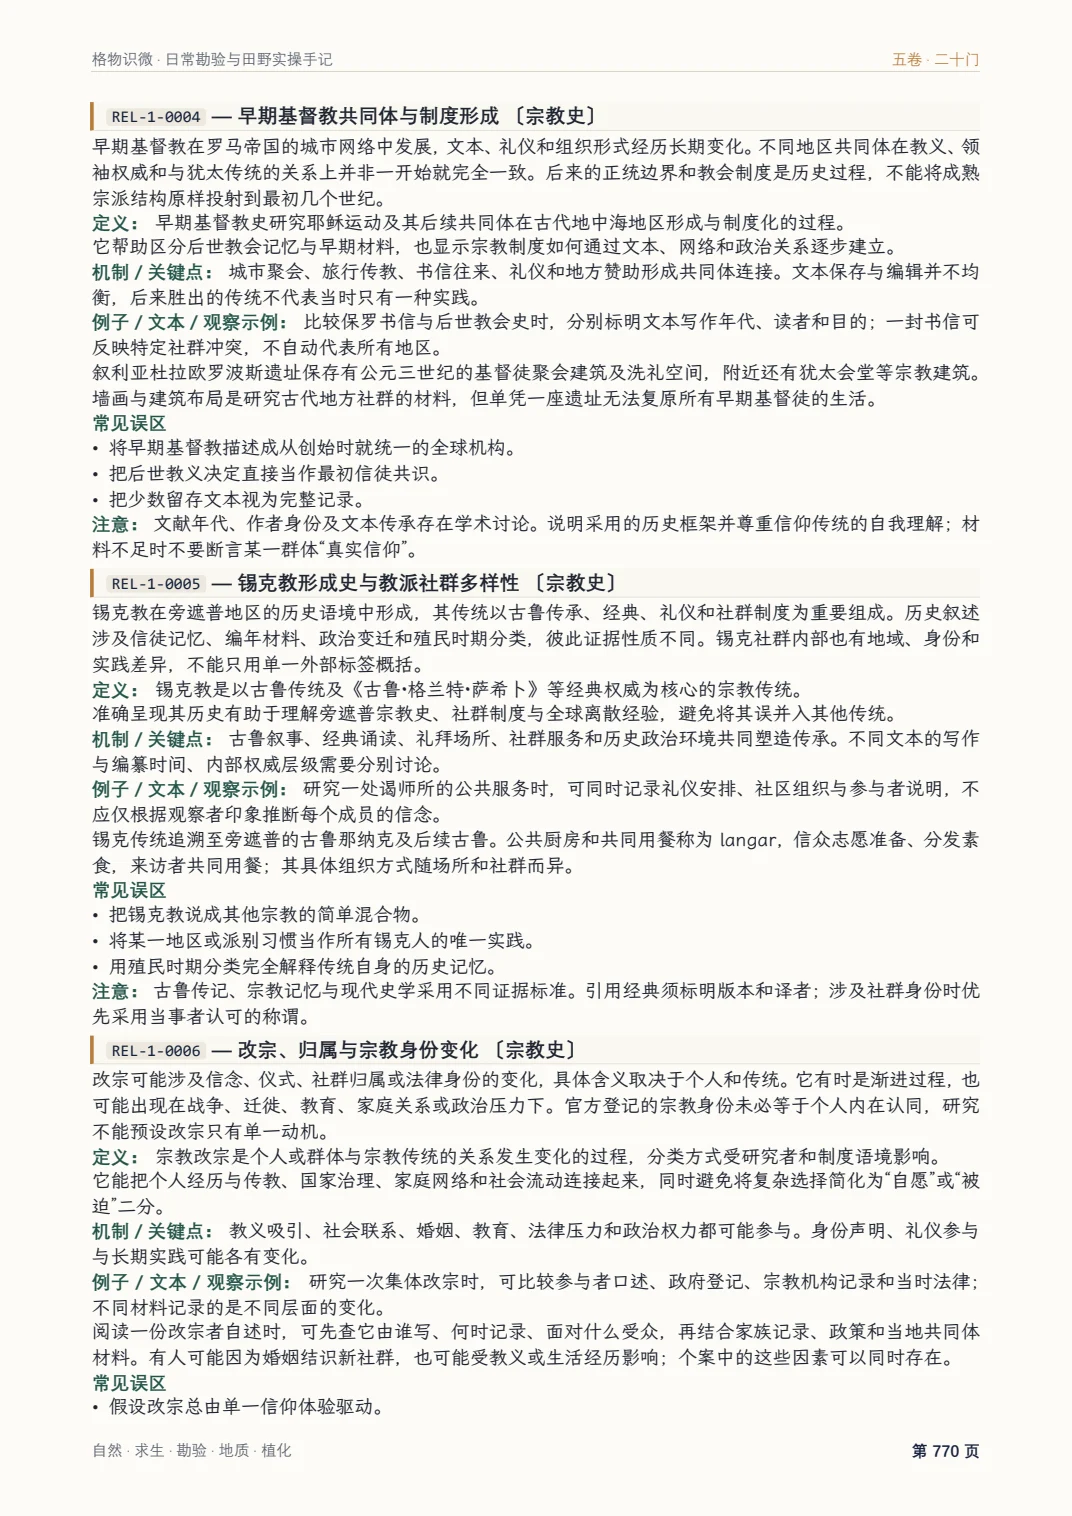 格物识微 · 日常勘验与田野实操手记
五卷 · 二十门
REL-1-0004 — 早期基督教共同体与制度形成 〔宗教史〕
早期基督教在罗马帝国的城市网络中发展，文本、礼仪和组织形式经历长期变化。不同地区共同体在教义、领
袖权威和与犹太传统的关系上并非一开始就完全一致。后来的正统边界和教会制度是历史过程，不能将成熟
宗派结构原样投射到最初几个世纪。
定义： 早期基督教史研究耶稣运动及其后续共同体在古代地中海地区形成与制度化的过程。
它帮助区分后世教会记忆与早期材料，也显示宗教制度如何通过文本、网络和政治关系逐步建立。
机制 / 关键点： 城市聚会、旅行传教、书信往来、礼仪和地方赞助形成共同体连接。文本保存与编辑并不均
衡，后来胜出的传统不代表当时只有一种实践。
例子 / 文本 / 观察示例： 比较保罗书信与后世教会史时，分别标明文本写作年代、读者和目的；一封书信可
反映特定社群冲突，不自动代表所有地区。
叙利亚杜拉欧罗波斯遗址保存有公元三世纪的基督徒聚会建筑及洗礼空间，附近还有犹太会堂等宗教建筑。
墙画与建筑布局是研究古代地方社群的材料，但单凭一座遗址无法复原所有早期基督徒的生活。
常见误区
• 将早期基督教描述成从创始时就统一的全球机构。
• 把后世教义决定直接当作最初信徒共识。
• 把少数留存文本视为完整记录。
注意： 文献年代、作者身份及文本传承存在学术讨论。说明采用的历史框架并尊重信仰传统的自我理解；材
料不足时不要断言某一群体“真实信仰”。
REL-1-0005 — 锡克教形成史与教派社群多样性 〔宗教史〕
锡克教在旁遮普地区的历史语境中形成，其传统以古鲁传承、经典、礼仪和社群制度为重要组成。历史叙述
涉及信徒记忆、编年材料、政治变迁和殖民时期分类，彼此证据性质不同。锡克社群内部也有地域、身份和
实践差异，不能只用单一外部标签概括。
定义： 锡克教是以古鲁传统及《古鲁·格兰特·萨希卜》等经典权威为核心的宗教传统。
准确呈现其历史有助于理解旁遮普宗教史、社群制度与全球离散经验，避免将其误并入其他传统。
机制 / 关键点： 古鲁叙事、经典诵读、礼拜场所、社群服务和历史政治环境共同塑造传承。不同文本的写作
与编纂时间、内部权威层级需要分别讨论。
例子 / 文本 / 观察示例： 研究一处谒师所的公共服务时，可同时记录礼仪安排、社区组织与参与者说明，不
应仅根据观察者印象推断每个成员的信念。
锡克传统追溯至旁遮普的古鲁那纳克及后续古鲁。公共厨房和共同用餐称为 langar，信众志愿准备、分发素
食，来访者共同用餐；其具体组织方式随场所和社群而异。
常见误区
• 把锡克教说成其他宗教的简单混合物。
• 将某一地区或派别习惯当作所有锡克人的唯一实践。
• 用殖民时期分类完全解释传统自身的历史记忆。
注意： 古鲁传记、宗教记忆与现代史学采用不同证据标准。引用经典须标明版本和译者；涉及社群身份时优
先采用当事者认可的称谓。
REL-1-0006 — 改宗、归属与宗教身份变化 〔宗教史〕
改宗可能涉及信念、仪式、社群归属或法律身份的变化，具体含义取决于个人和传统。它有时是渐进过程，也
可能出现在战争、迁徙、教育、家庭关系或政治压力下。官方登记的宗教身份未必等于个人内在认同，研究
不能预设改宗只有单一动机。
定义： 宗教改宗是个人或群体与宗教传统的关系发生变化的过程，分类方式受研究者和制度语境影响。
它能把个人经历与传教、国家治理、家庭网络和社会流动连接起来，同时避免将复杂选择简化为“自愿”或“被
迫”二分。
机制 / 关键点： 教义吸引、社会联系、婚姻、教育、法律压力和政治权力都可能参与。身份声明、礼仪参与
与长期实践可能各有变化。
例子 / 文本 / 观察示例： 研究一次集体改宗时，可比较参与者口述、政府登记、宗教机构记录和当时法律；
不同材料记录的是不同层面的变化。
阅读一份改宗者自述时，可先查它由谁写、何时记录、面对什么受众，再结合家族记录、政策和当地共同体
材料。有人可能因为婚姻结识新社群，也可能受教义或生活经历影响；个案中的这些因素可以同时存在。
常见误区
• 假设改宗总由单一信仰体验驱动。
自然 · 求生 · 勘验 · 地质 · 植化
第 770 页